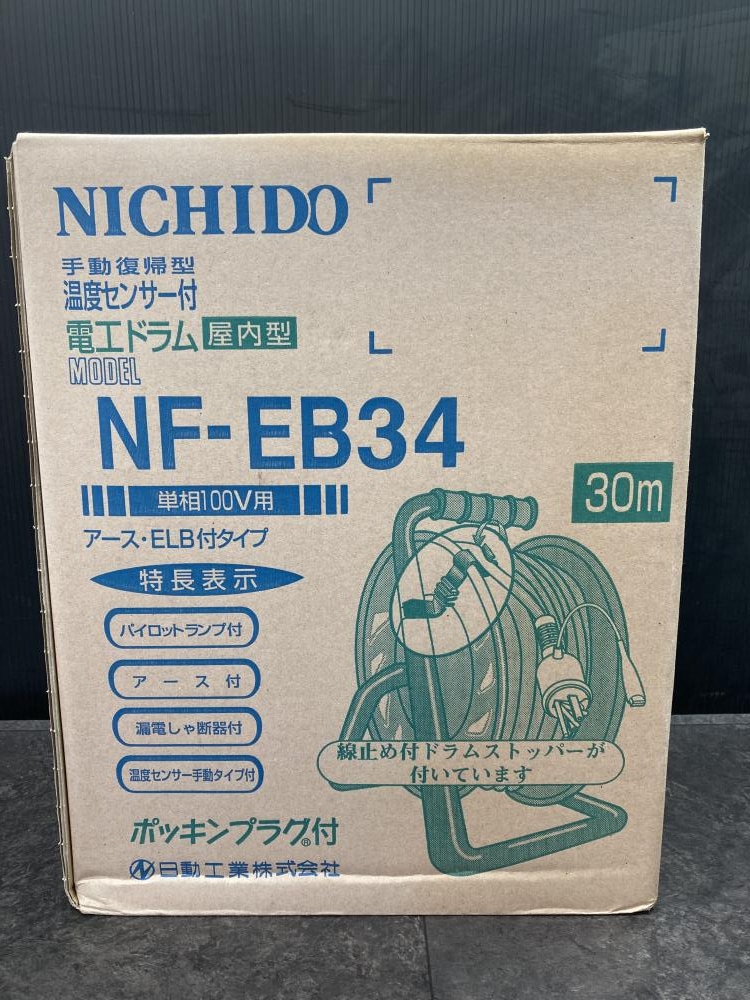 NICHIDO
手動復帰型
温度センサー付
電工ドラム 屋内型
MODEL
NF-EB34
単相100V用
30m
アース・ELB付タイプ
特長表示
パイロットランプ付
アース付
漏電しゃ断器付
温度センサー手動タイプ付
線止め付ドラムストッパーが
付いています
ポッキンプラグ®付
日動工業株式会社